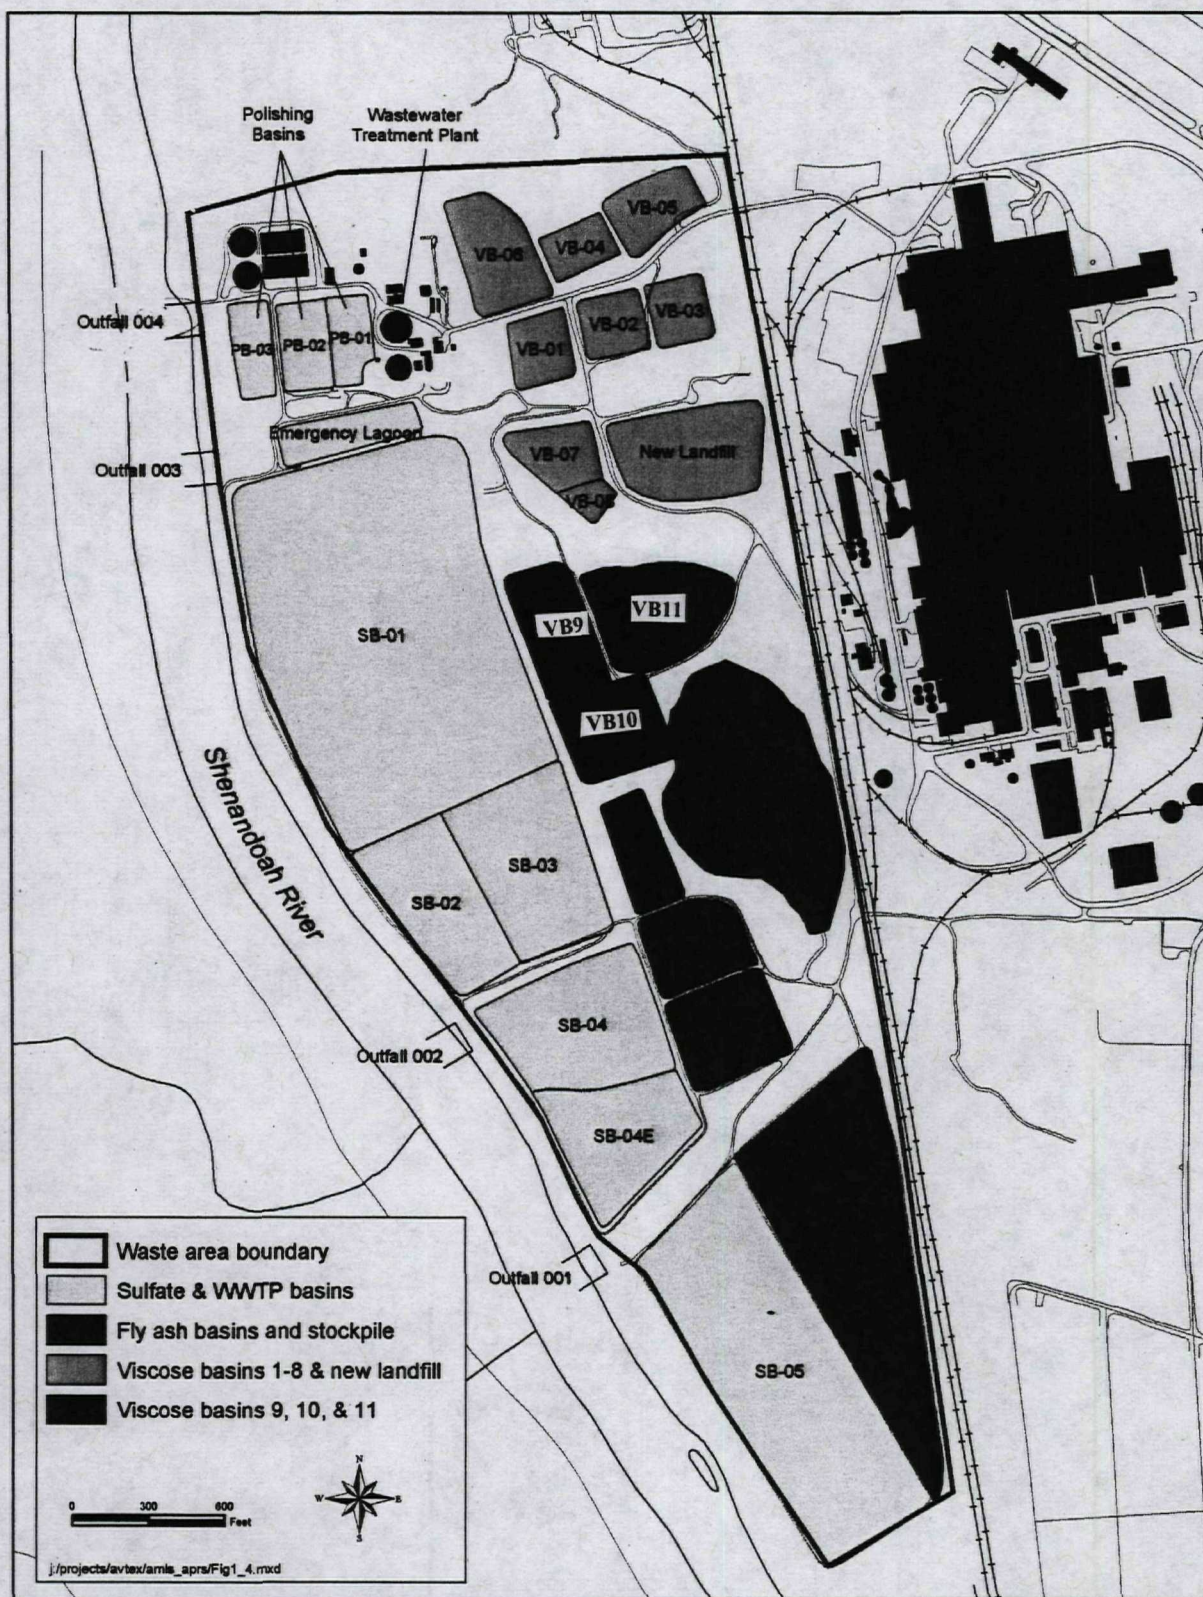 Polishing
Basins
Wastewater
Treatment Plant
VB-05
VB-04
VB-06
VB-03
VB-02
VB-01
Outfall 004
PB-03
PB-02
PB-01
Emergency Lagoon
VB-07
New Landfill
Outfall 003
VB-08
SB-01
VB9
VB11
VB10
Shenandoah River
SB-03
SB-02
SB-04
Outfall 002
SB-04E
Outfall 001
SB-05
Waste area boundary
Sulfate & WWTP basins
Fly ash basins and stockpile
Viscose basins 1-8 & new landfill
Viscose basins 9, 10, & 11
N
W
E
S
0 300 600
Feet
j:/projects/avtex/amis_aprs/Fig1_4.mxd